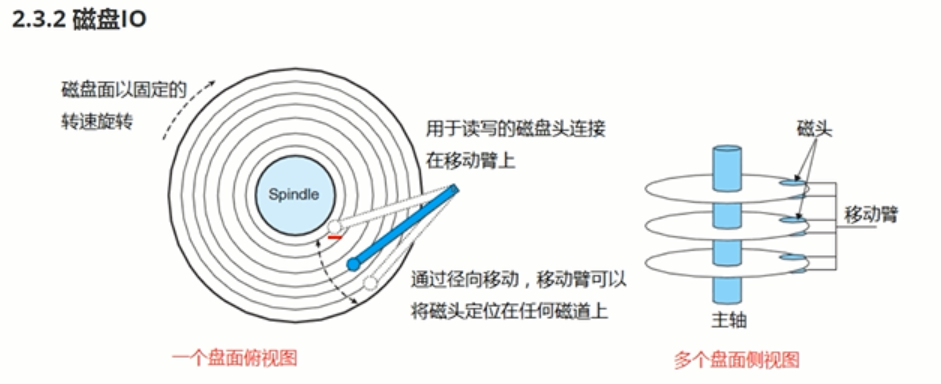 2.3.2 磁盘IO
磁盘面以固定的
转速旋转
Spindle
用于读写的磁盘头连接
在移动臂上
通过径向移动，移动臂可以
将磁头定位在任何磁道上
一个盘面俯视图
磁头
移动臂
主轴
多个盘面侧视图